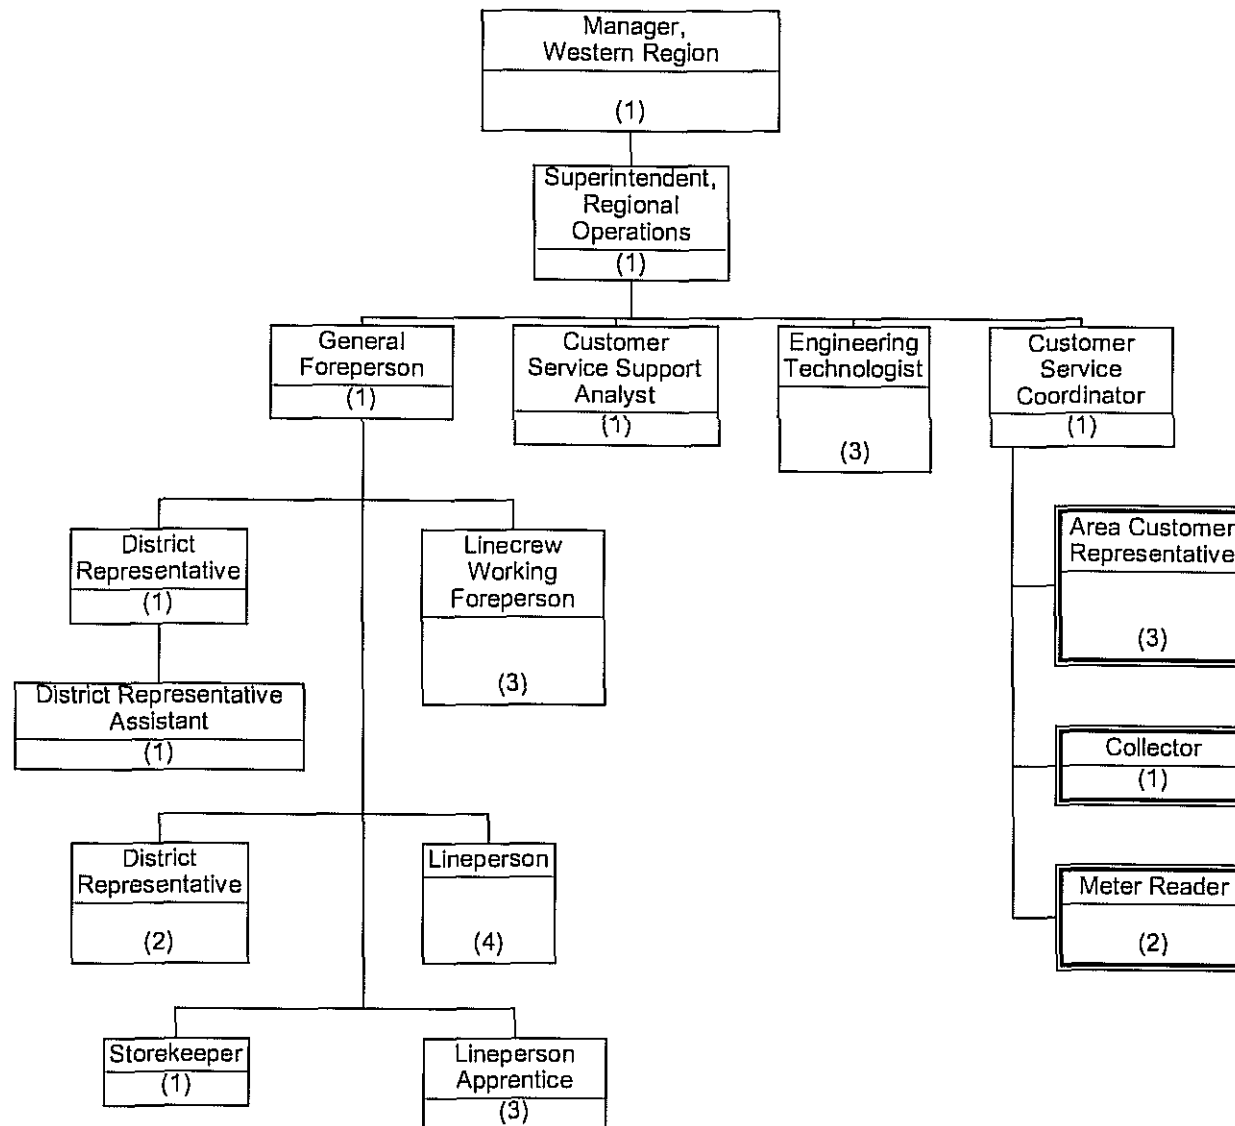 Manager,
Western Region
(1)
Superintendent,
Regional
Operations
(1)
General
Foreperson
(1)
Customer
Service Support
Analyst
(1)
Engineering
Technologist
(3)
Customer
Service
Coordinator
(1)
District
Representative
(1)
Linecrew
Working
Foreperson
(3)
Area Customer
Representative
(3)
District Representative
Assistant
(1)
Collector
(1)
District
Representative
(2)
Lineperson
(4)
Meter Reader
(2)
Storekeeper
(1)
Lineperson
Apprentice
(3)